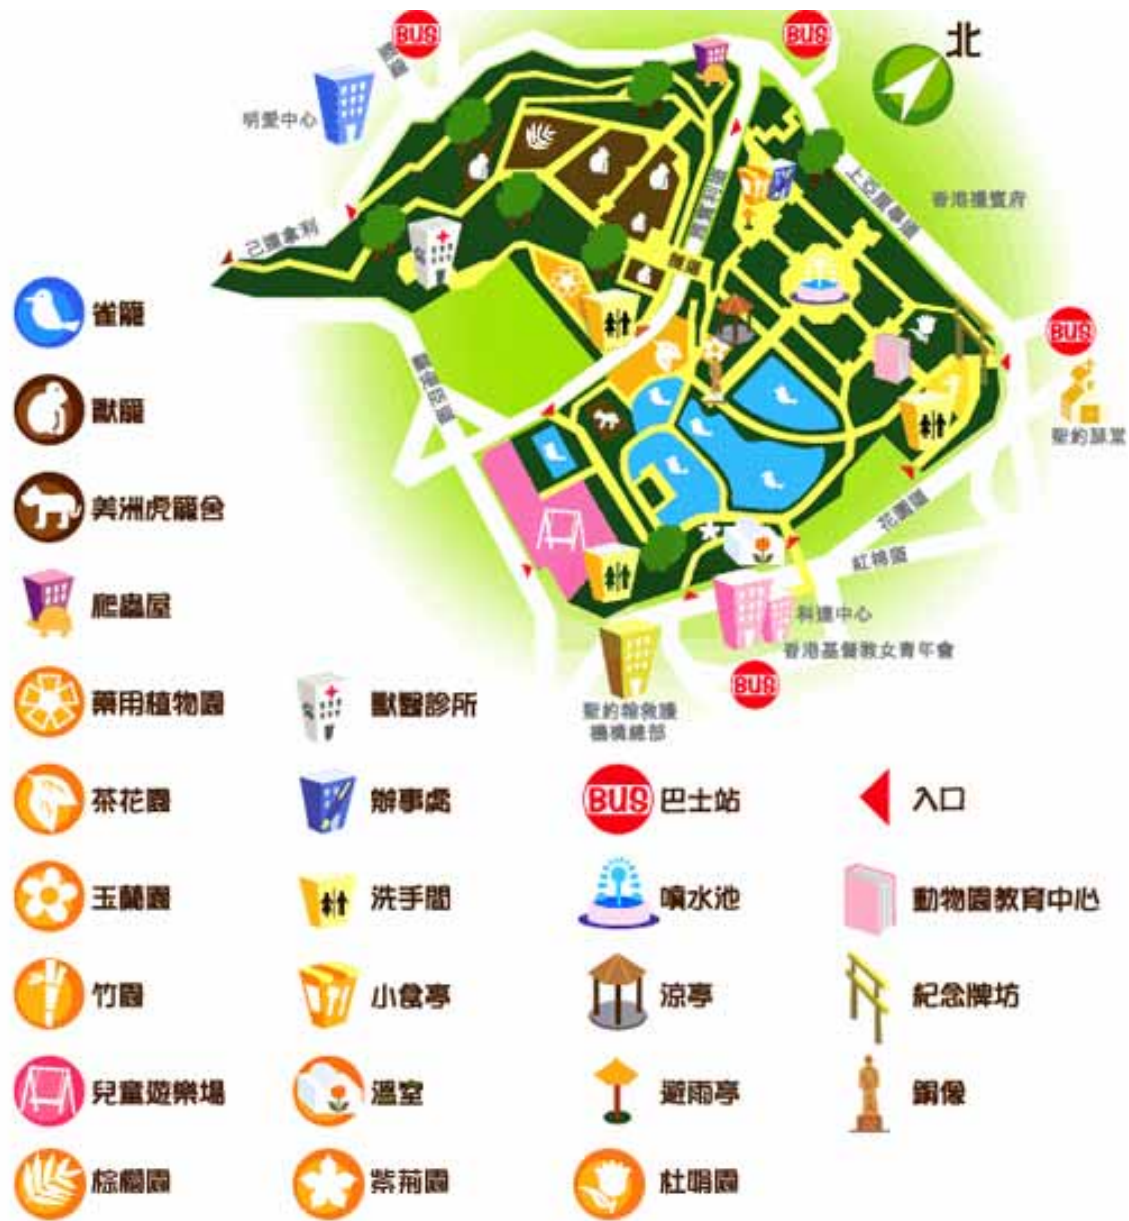 BUS
BUS
北
明愛中心
香港禮賓府
上亞厘畢道
己連拿利
雅賓利道
隧道
BUS
聖約翰堂
花園道
紅棉道
科達中心
香港基督教女青年會
BUS
聖約翰救護
機構總部
雀籠
獸籠
美洲虎籠舍
爬蟲屋
藥用植物園
獸醫診所
茶花園
辦事處
BUS 巴士站
入口
玉蘭園
洗手間
噴水池
動物園教育中心
竹園
小食亭
涼亭
紀念牌坊
兒童遊樂場
溫室
避雨亭
銅像
棕櫚園
紫荊園
杜鵑園